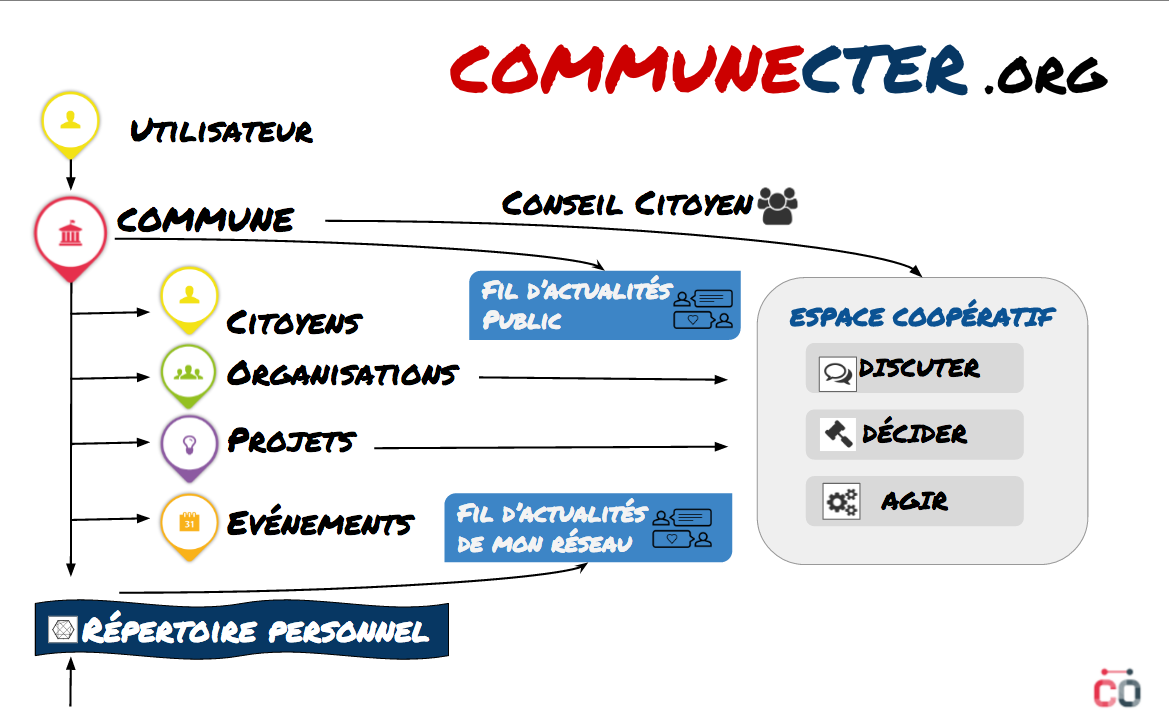 COMMUNECTER .ORG
UTILISATEUR
COMMUNE
CONSEIL CITOYEN
FIL D'ACTUALITÉS
PUBLIC
CITOYENS
ORGANISATIONS
PROJETS
31
EVÉNEMENTS
ESPACE COOPÉRATIF
DISCUTER
DÉCIDER
AGIR
FIL D'ACTUALITÉS
DE MON RÉSEAU
RÉPERTOIRE PERSONNEL
CO